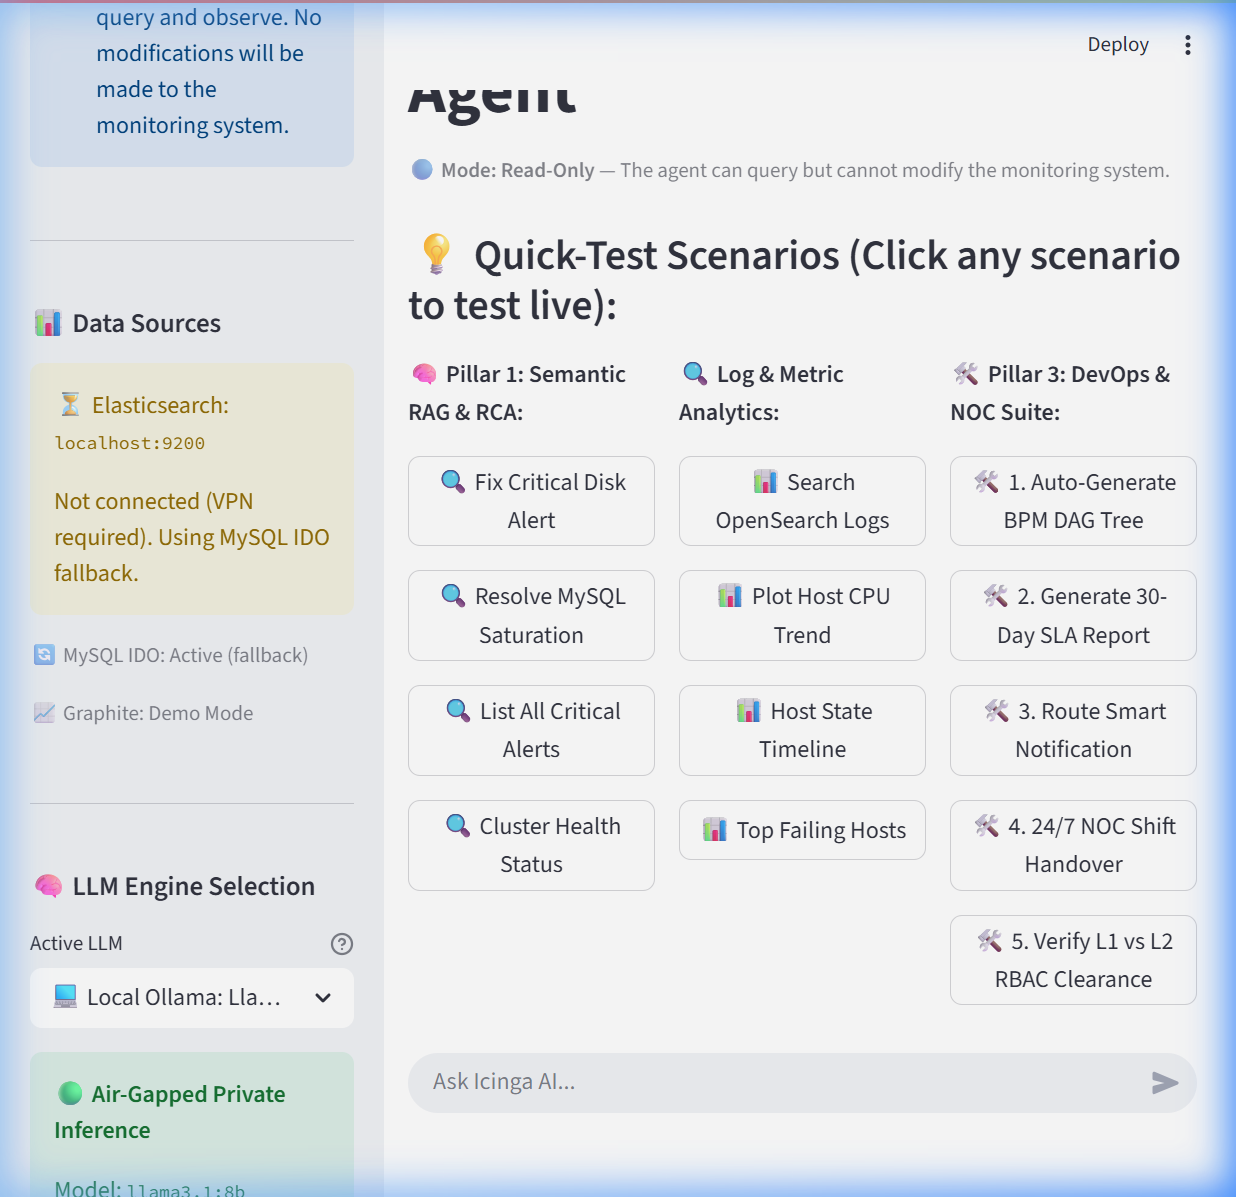 query and observe. No
modifications will be
made to the
monitoring system.
Data Sources
Elasticsearch:
localhost:9200
Not connected (VPN
required). Using MySQL IDO
fallback.
MySQL IDO: Active (fallback)
Graphite: Demo Mode
LLM Engine Selection
Active LLM
Local Ollama: Lla...
Air-Gapped Private
Inference
Model: llama3.1:8b
Deploy
Agent
Mode: Read-Only — The agent can query but cannot modify the monitoring system.
Quick-Test Scenarios (Click any scenario
to test live):
Pillar 1: Semantic
RAG & RCA:
Fix Critical Disk
Alert
Resolve MySQL
Saturation
List All Critical
Alerts
Cluster Health
Status
Log & Metric
Analytics:
Search
OpenSearch Logs
Plot Host CPU
Trend
Host State
Timeline
Top Failing Hosts
Pillar 3: DevOps &
NOC Suite:
1. Auto-Generate
BPM DAG Tree
2. Generate 30-
Day SLA Report
3. Route Smart
Notification
4. 24/7 NOC Shift
Handover
5. Verify L1 vs L2
RBAC Clearance
Ask Icinga AI...